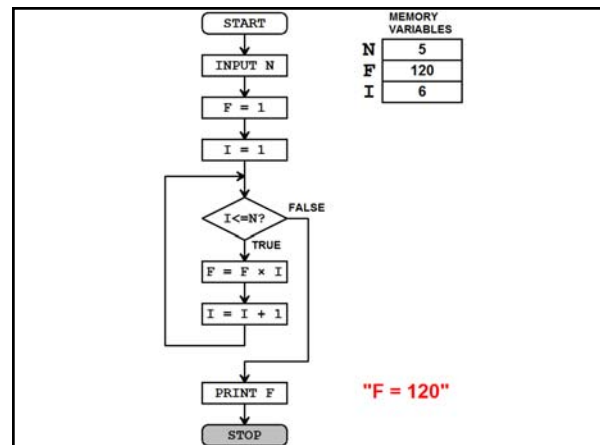 START
INPUT N
F = 1
I = 1
I<=N?
FALSE
TRUE
F = F × I
I = I + 1
PRINT F
STOP
MEMORY
VARIABLES
N 5
F 120
I 6
"F = 120"